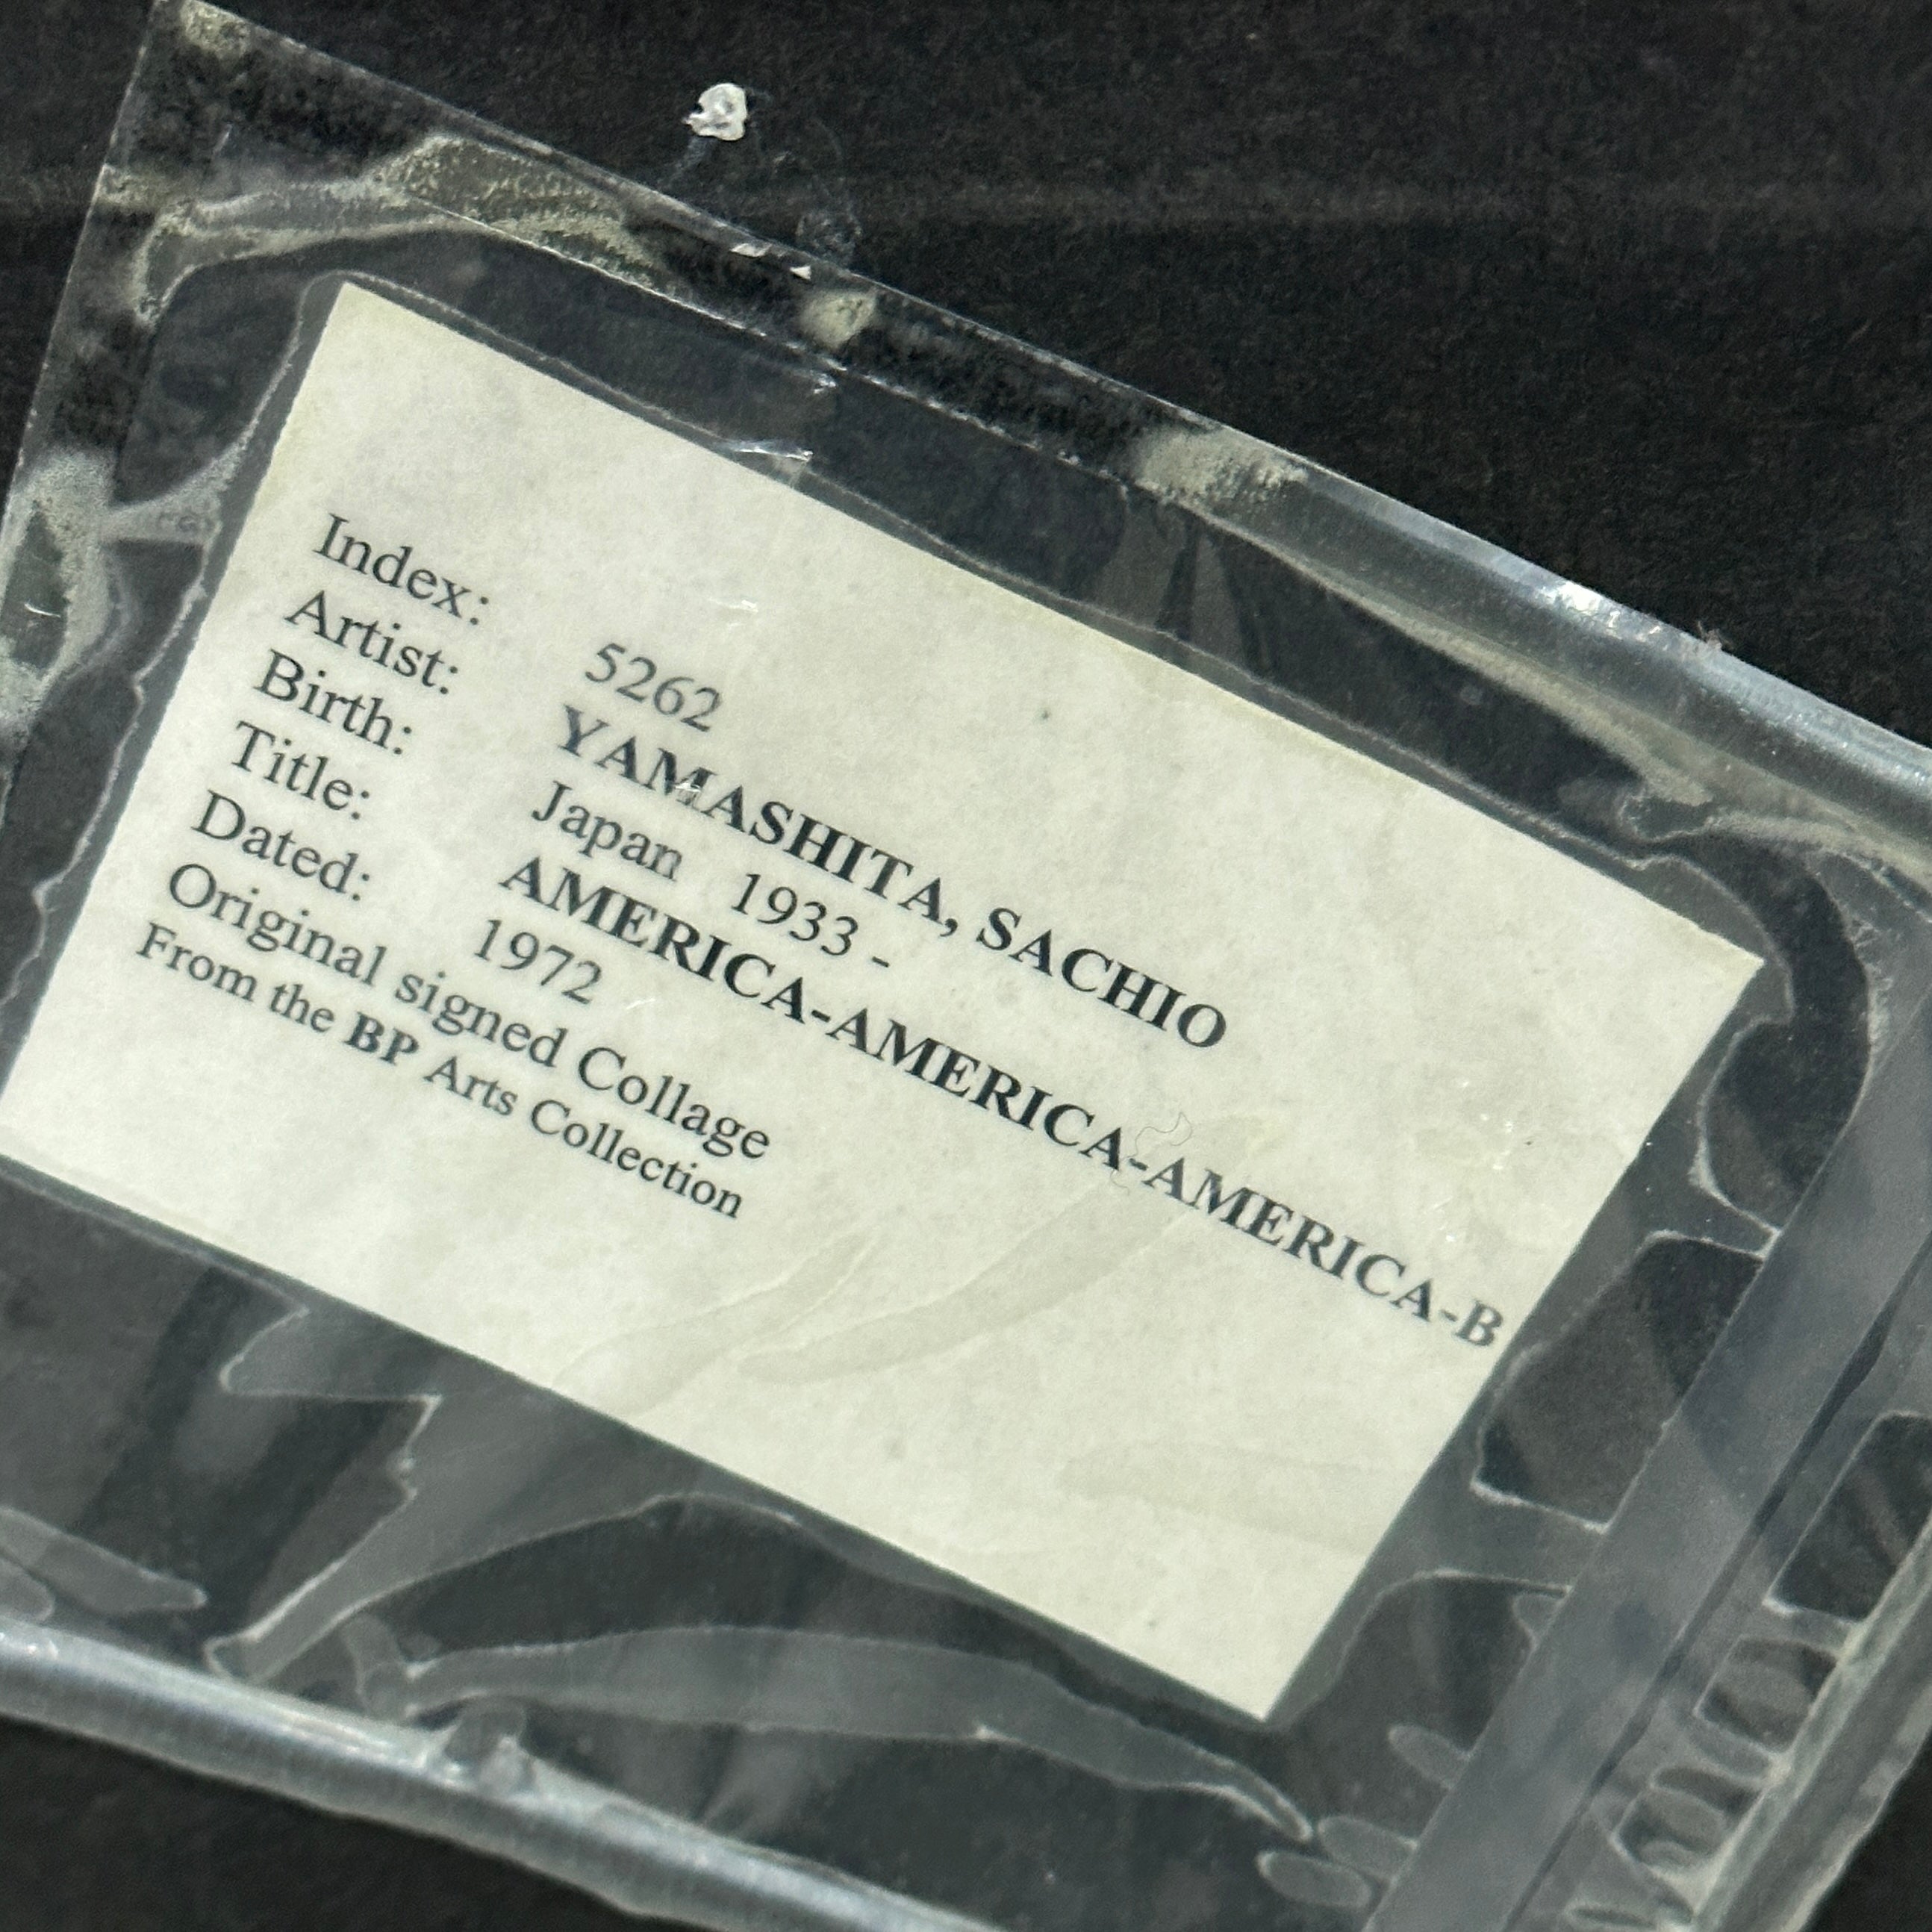 Index: 5262
Artist: YAMASHITA, SACHIO
Birth: Japan 1933 -
Title: AMERICA-AMERICA-AMERICA-B
Dated: 1972
Original signed Collage
From the BP Arts Collection